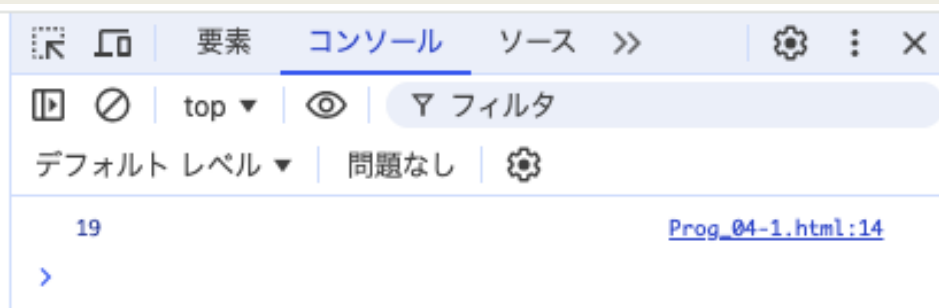 要素 コンソール ソース
top フィルタ
デフォルト レベル 問題なし
19 Prog_04-1.html:14